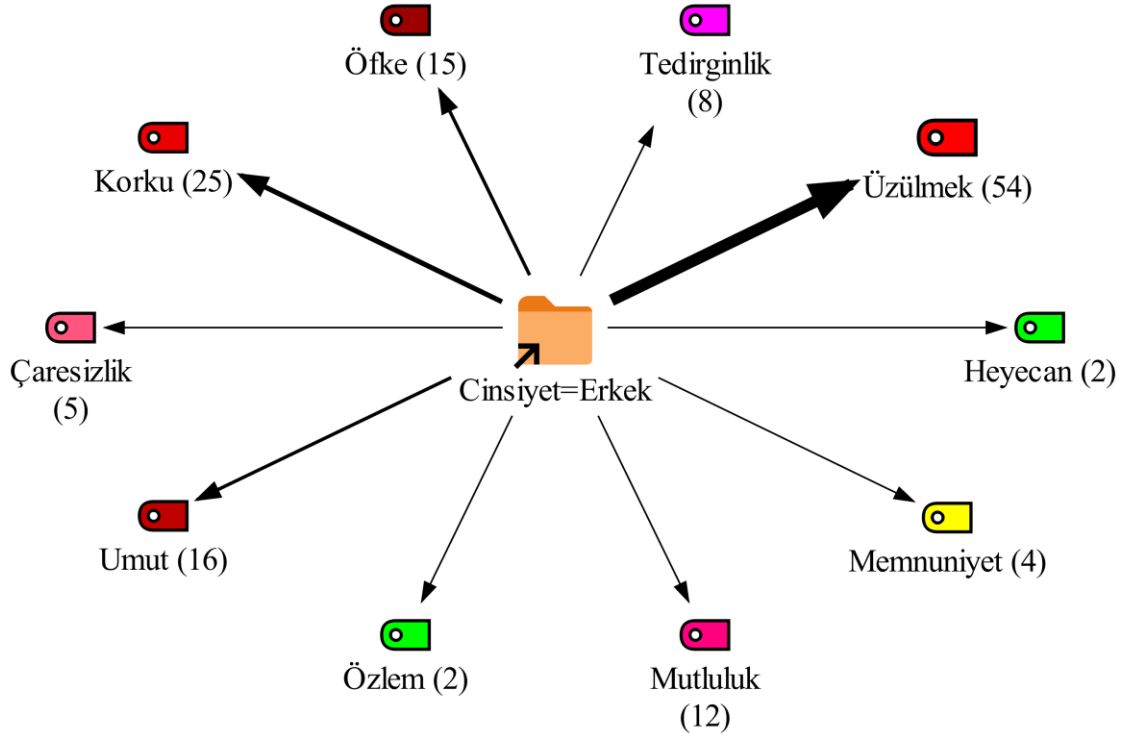 Öfke (15)
Tedirginlik
(8)
Korku (25)
Üzülmek (54)
Çaresizlik
(5)
Cinsiyet=Erkek
Heyecan (2)
Umut (16)
Memnuniyet (4)
Özlem (2)
Mutluluk
(12)